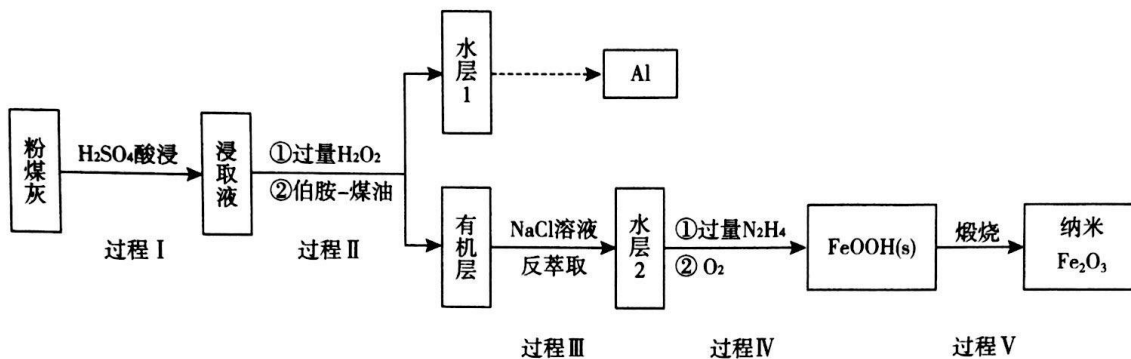 水层1
Al
粉煤灰
H₂SO₄酸浸
浸取液
①过量H₂O₂
②伯胺-煤油
有机层
NaCl溶液
反萃取
水层2
①过量N₂H₄
②O₂
FeOOH(s)
煅烧
纳米
Fe₂O₃
过程Ⅰ
过程Ⅱ
过程Ⅲ
过程Ⅳ
过程Ⅴ